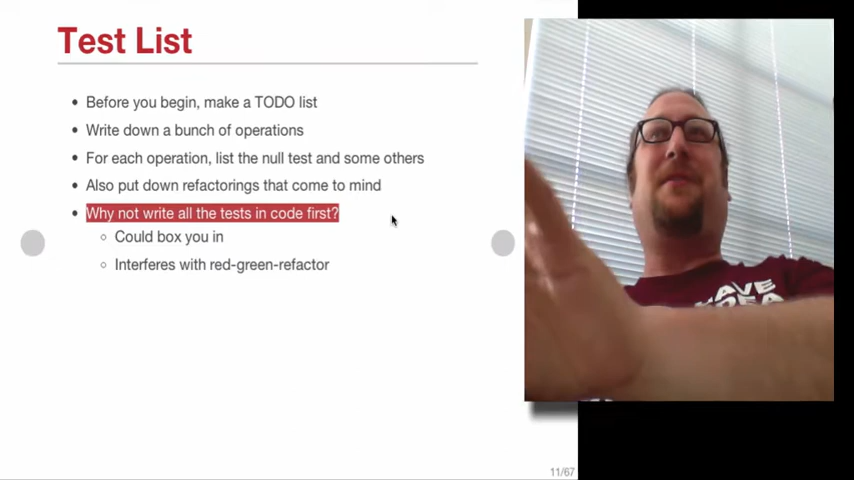 Test List
Before you begin, make a TODO list
Write down a bunch of operations
For each operation, list the null test and some others
Also put down refactorings that come to mind
Why not write all the tests in code first?
Could box you in
Interferes with red-green-refactor
11/67